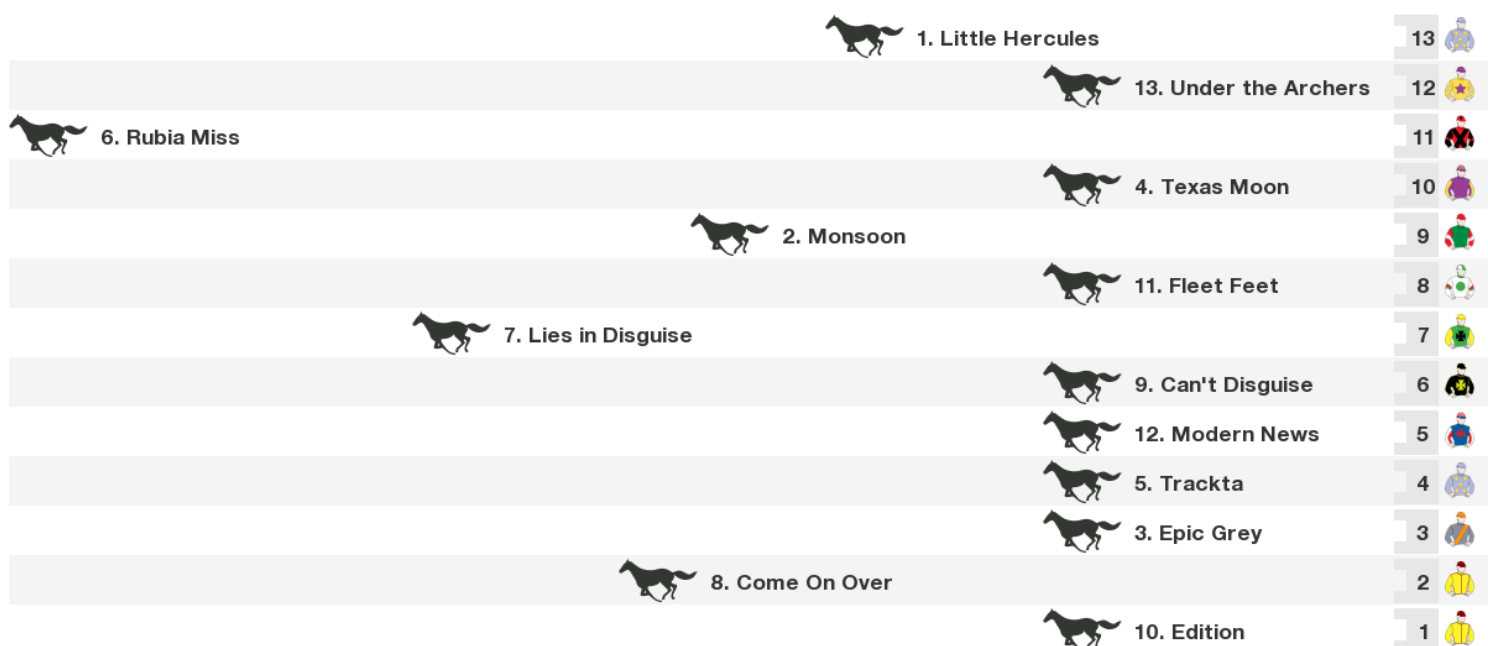 1. Little Hercules 13
13. Under the Archers 12
6. Rubia Miss 11
4. Texas Moon 10
2. Monsoon 9
11. Fleet Feet 8
7. Lies in Disguise 7
9. Can't Disguise 6
12. Modern News 5
5. Trackta 4
3. Epic Grey 3
8. Come On Over 2
10. Edition 1